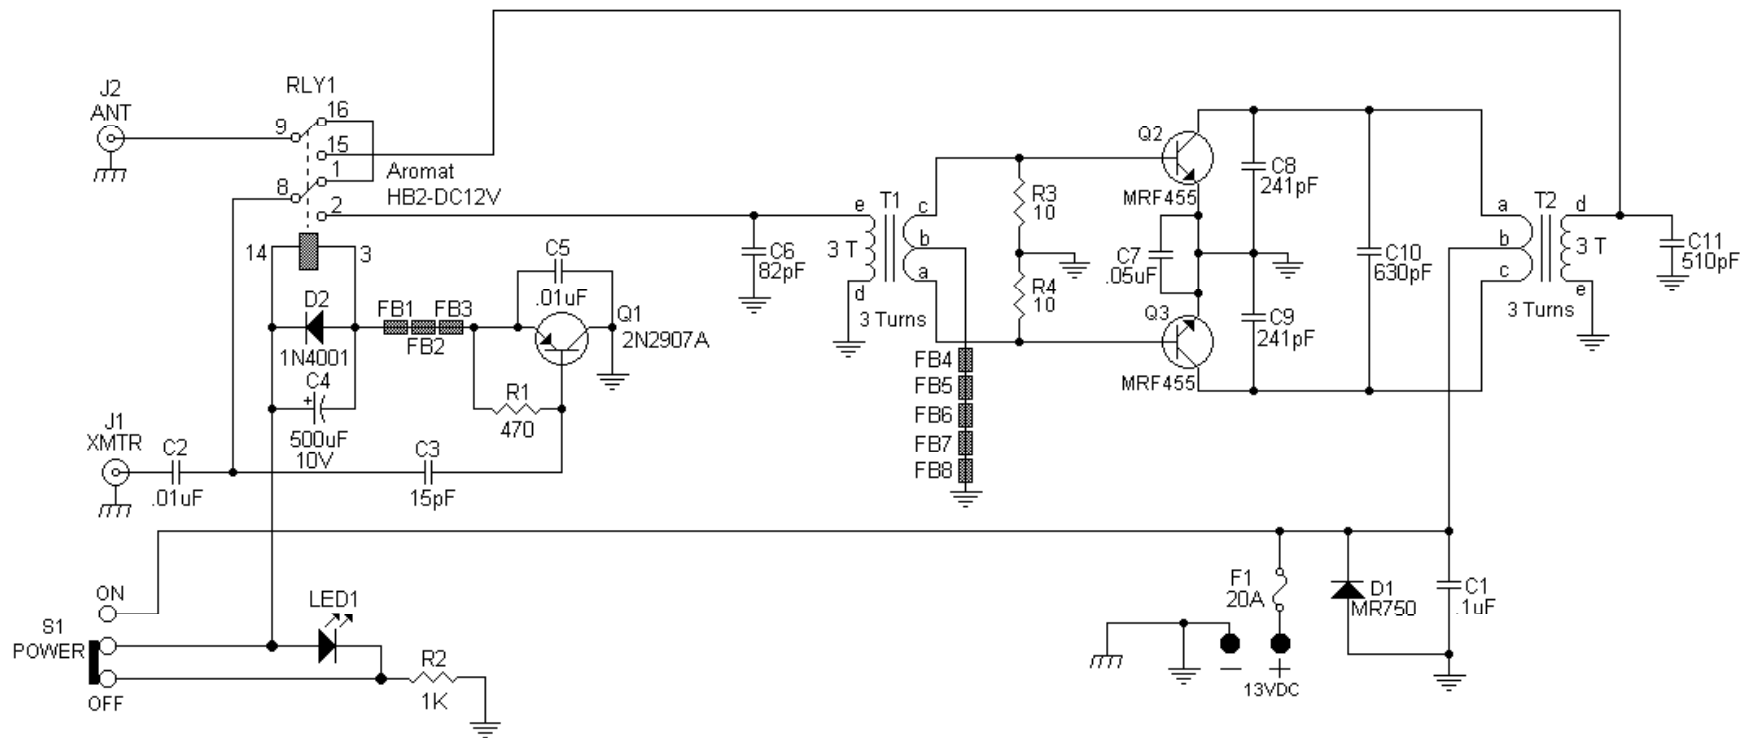 J2
ANT
RLY1
16
9
15
1
8
2
Aromat
HB2-DC12V
14
3
D2
1N4001
C4
+
500uF
10V
FB1
FB3
FB2
C5
.01uF
Q1
2N2907A
R1
470
J1
XMTR
C2
.01uF
C3
15pF
C6
82pF
T1
e
3 T
d
c
b
a
3 Turns
FB4
FB5
FB6
FB7
FB8
R3
10
R4
10
Q2
MRF455
C7
.05uF
Q3
MRF455
C8
241pF
C9
241pF
C10
630pF
T2
a
b
c
d
3 T
e
3 Turns
C11
510pF
ON
S1
POWER
OFF
LED1
R2
1K
F1
20A
D1
MR750
C1
.1uF
13VDC